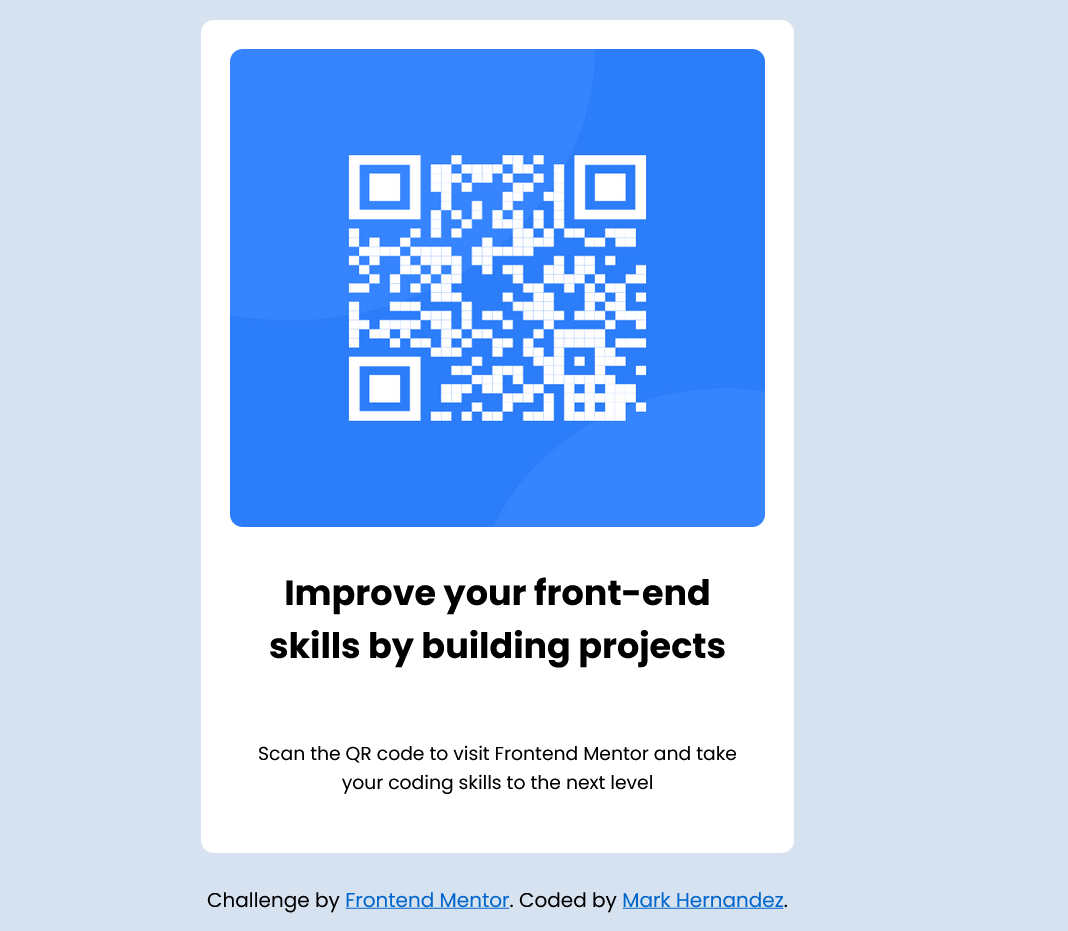 Improve your front-end
skills by building projects
Scan the QR code to visit Frontend Mentor and take
your coding skills to the next level
Challenge by Frontend Mentor. Coded by Mark Hernandez.